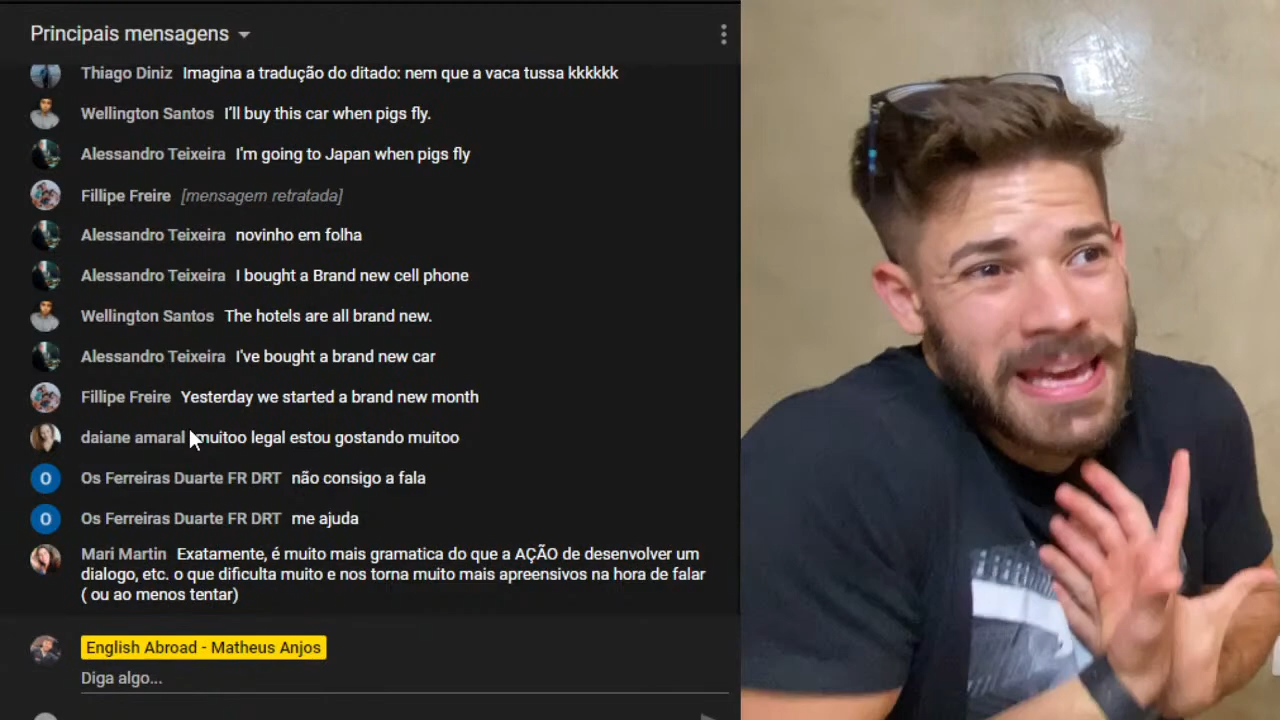 Principais mensagens
Thiago Diniz Imagina a tradução do ditado: nem que a vaca tussa kkkkkk
Wellington Santos I'll buy this car when pigs fly.
Alessandro Teixeira I'm going to Japan when pigs fly
Fillipe Freire [mensagem retratada]
Alessandro Teixeira novinho em folha
Alessandro Teixeira I bought a Brand new cell phone
Wellington Santos The hotels are all brand new.
Alessandro Teixeira I've bought a brand new car
Fillipe Freire Yesterday we started a brand new month
daiane amaral muitoo legal estou gostando muitoo
Os Ferreiras Duarte FR DRT não consigo a fala
Os Ferreiras Duarte FR DRT me ajuda
Mari Martin Exatamente, é muito mais gramatica do que a AÇÃO de desenvolver um
dialogo, etc. o que dificulta muito e nos torna muito mais apreensivos na hora de falar
( ou ao menos tentar)
English Abroad - Matheus Anjos
Diga algo...